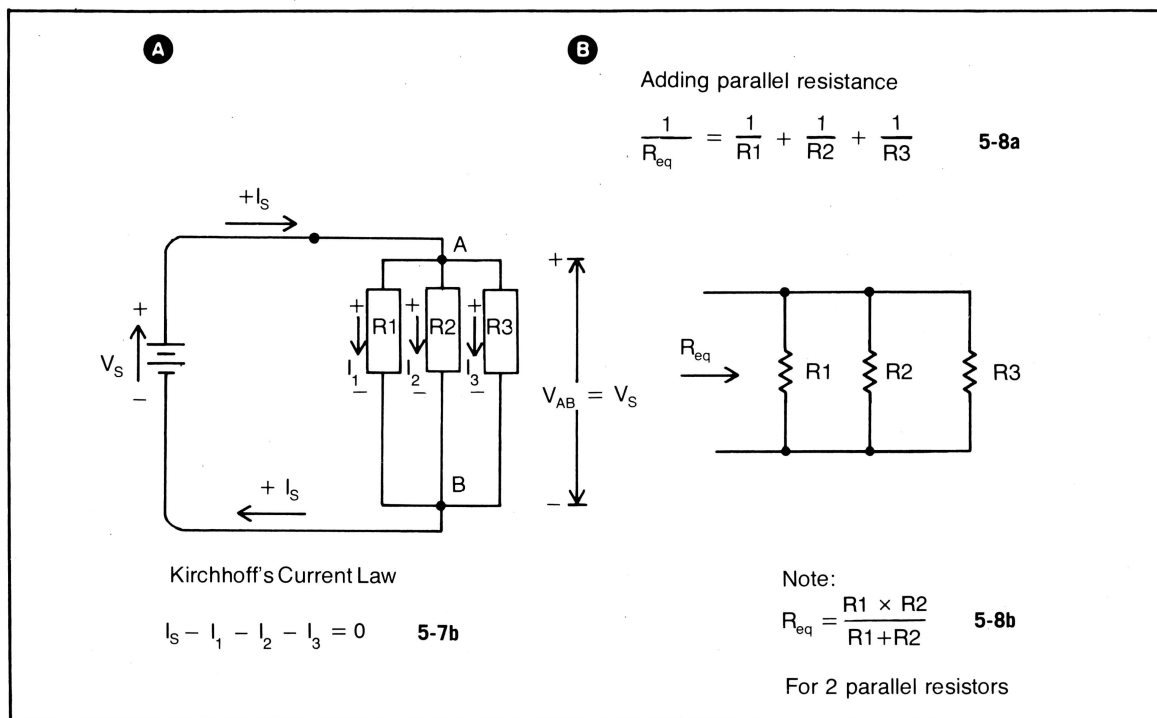 A
B
Adding parallel resistance
1/R_eq = 1/R1 + 1/R2 + 1/R3 5-8a
+I_S
A
+
+ + +
R1 R2 R3
+
V_S
−
I_1 I_2 I_3
− − −
V_AB = V_S
R_eq
R1 R2 R3
B
−
+ I_S
Kirchhoff's Current Law
I_S − I_1 − I_2 − I_3 = 0 5-7b
Note:
R_eq = R1 × R2/R1+R2 5-8b
For 2 parallel resistors